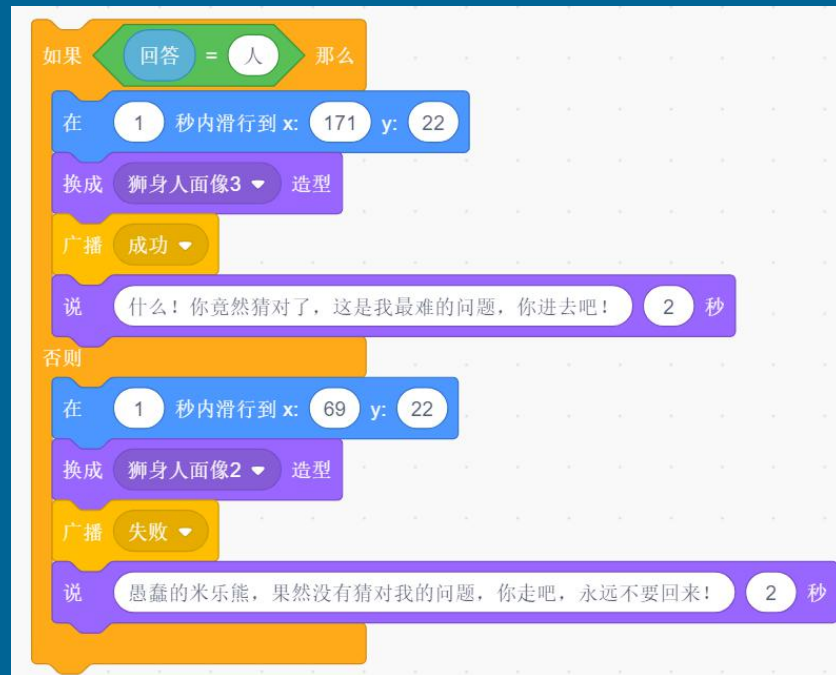 如果 回答 = 人 那么
在 1 秒内滑行到 x: 171 y: 22
换成 狮身人面像3 造型
广播 成功
说 什么！你竟然猜对了，这是我最难的问题，你进去吧！ 2 秒
否则
在 1 秒内滑行到 x: 69 y: 22
换成 狮身人面像2 造型
广播 失败
说 愚蠢的米乐熊，果然没有猜对我的问题，你走吧，永远不要回来！ 2 秒